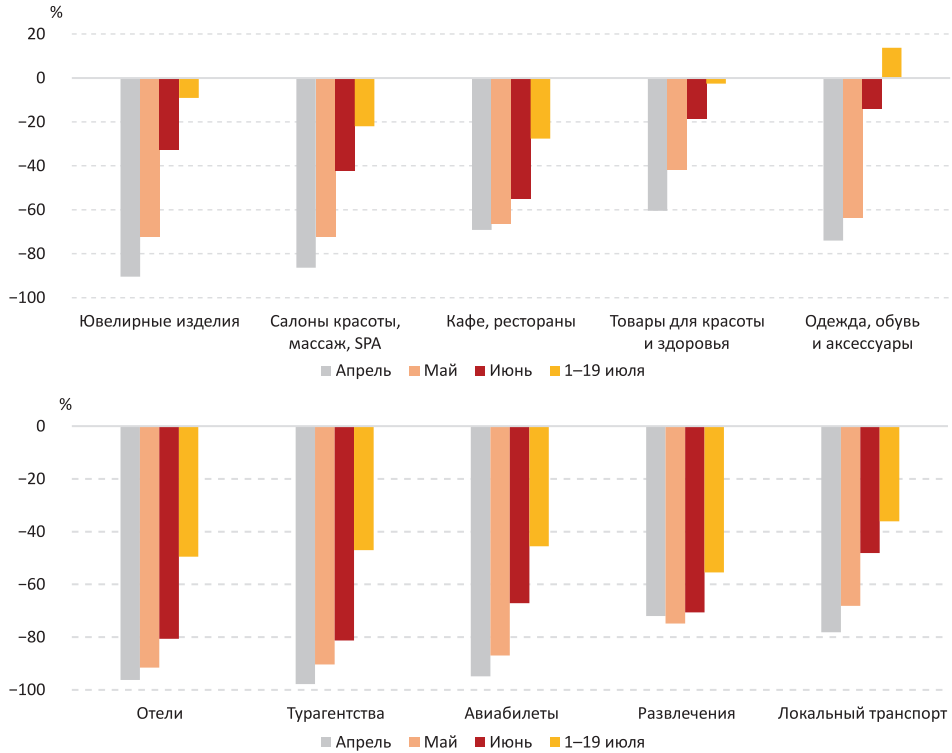 %
20
0
−20
−40
−60
−80
−100
Ювелирные изделия
Салоны красоты,
массаж, SPA
Кафе, рестораны
Товары для красоты
и здоровья
Одежда, обувь
и аксессуары
Апрель Май Июнь 1–19 июля
%
0
−20
−40
−60
−80
−100
Отели
Турагентства
Авиабилеты
Развлечения
Локальный транспорт
Апрель Май Июнь 1–19 июля